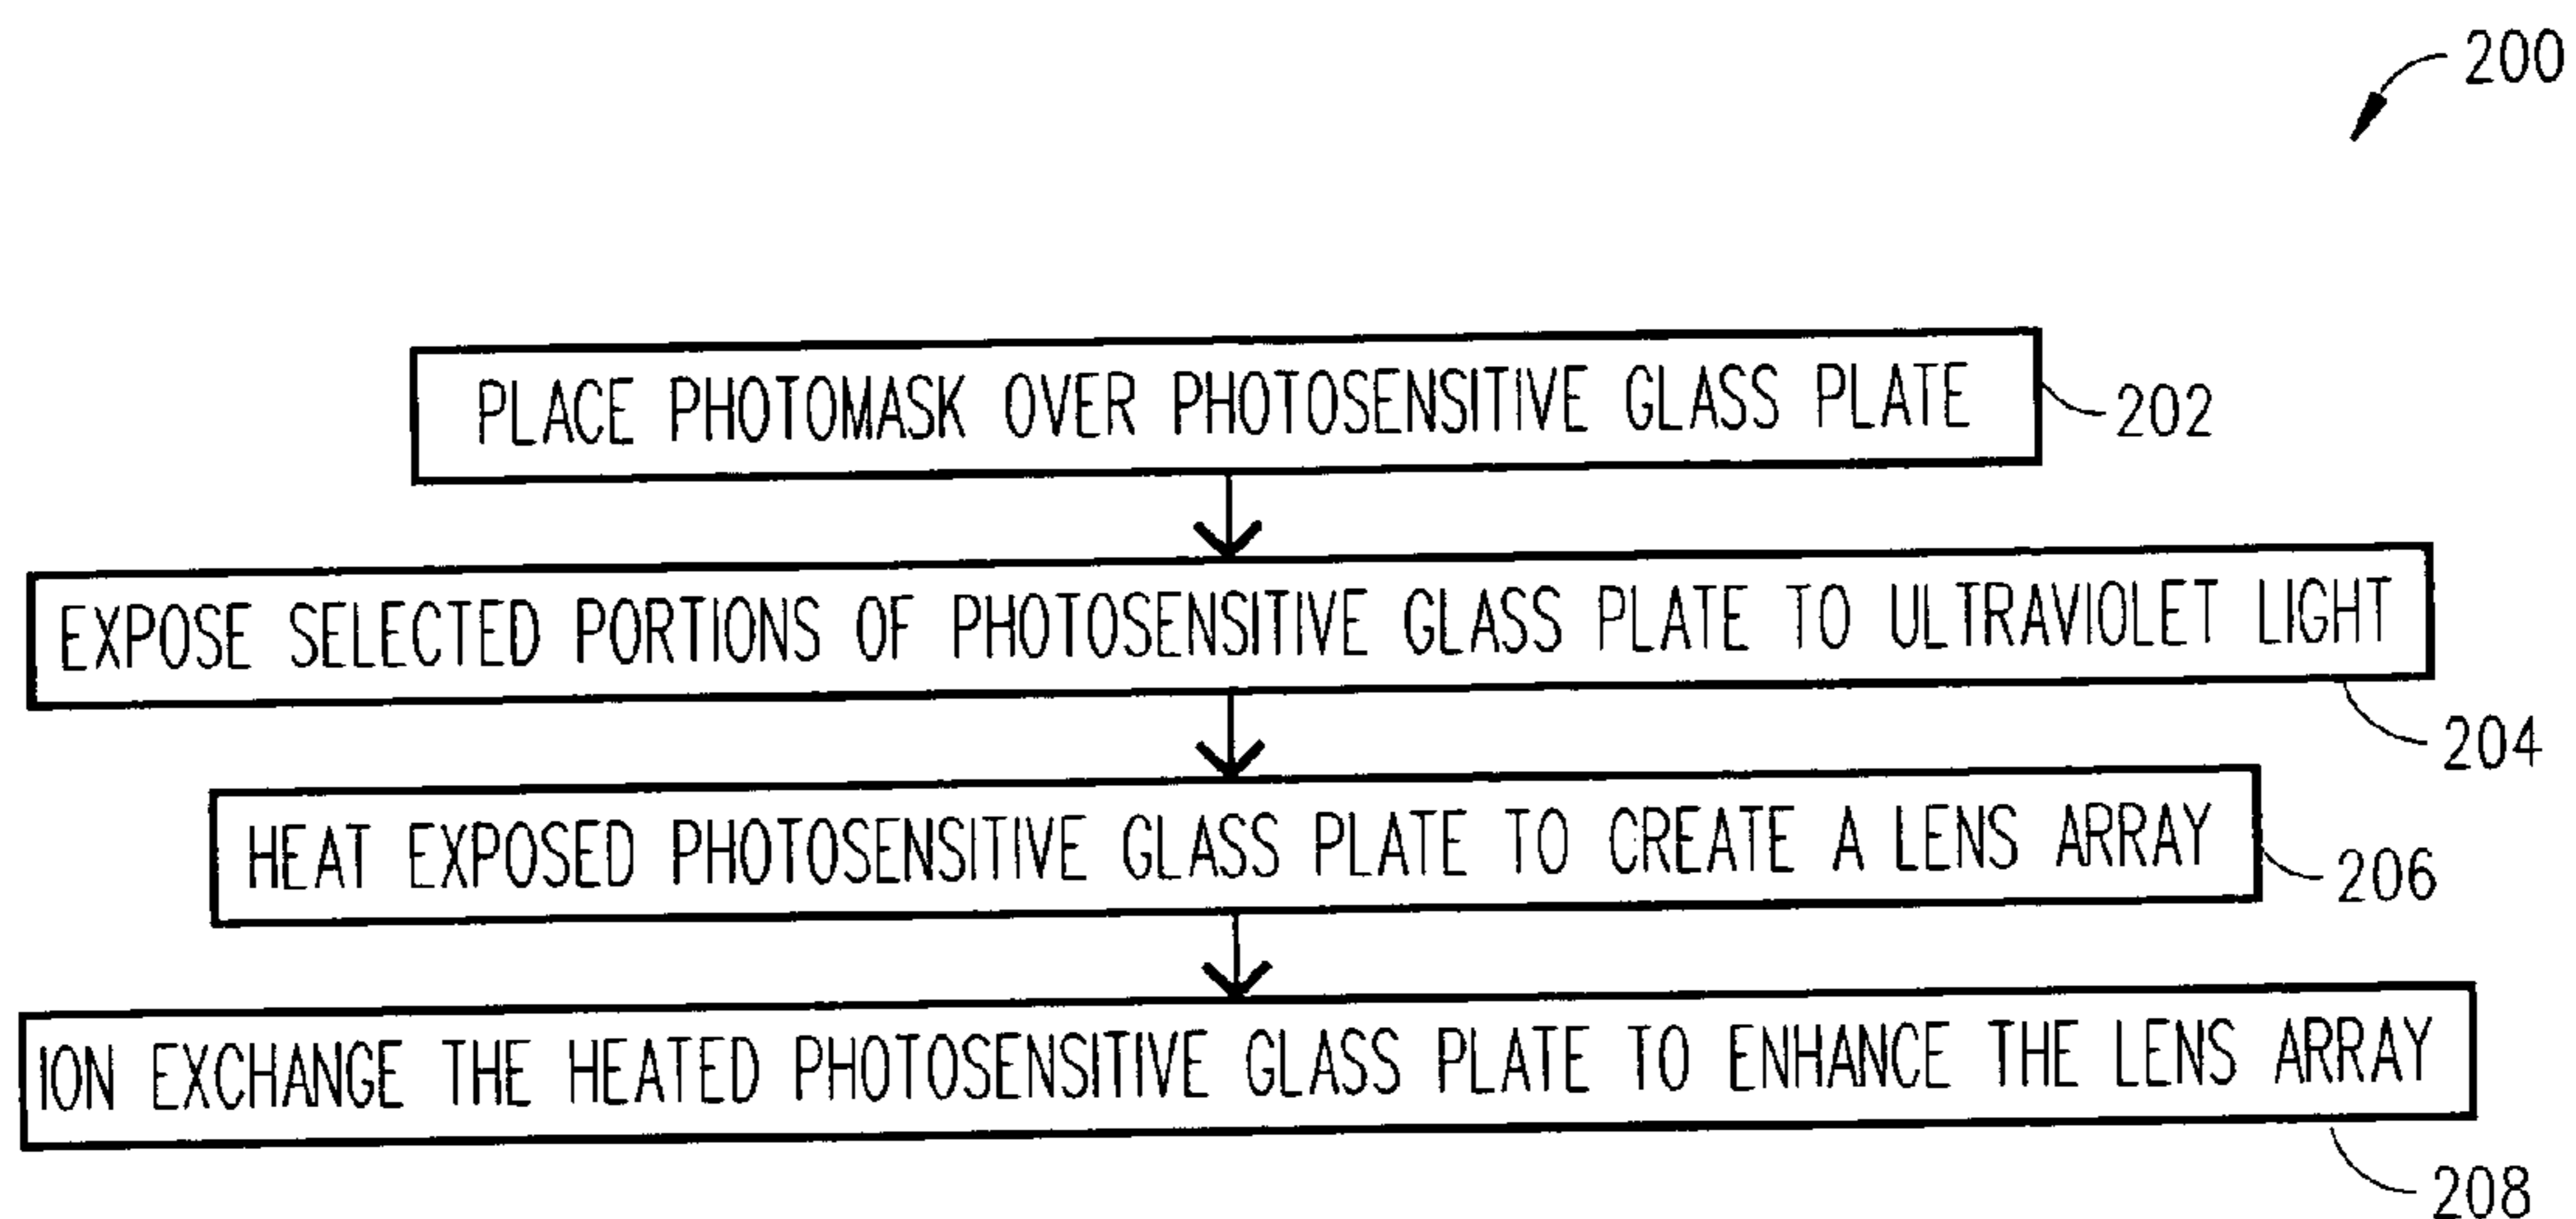 200
PLACE PHOTOMASK OVER PHOTOSENSITIVE GLASS PLATE
202
EXPOSE SELECTED PORTIONS OF PHOTOSENSITIVE GLASS PLATE TO ULTRAVIOLET LIGHT
204
HEAT EXPOSED PHOTOSENSITIVE GLASS PLATE TO CREATE A LENS ARRAY
206
ION EXCHANGE THE HEATED PHOTOSENSITIVE GLASS PLATE TO ENHANCE THE LENS ARRAY
208